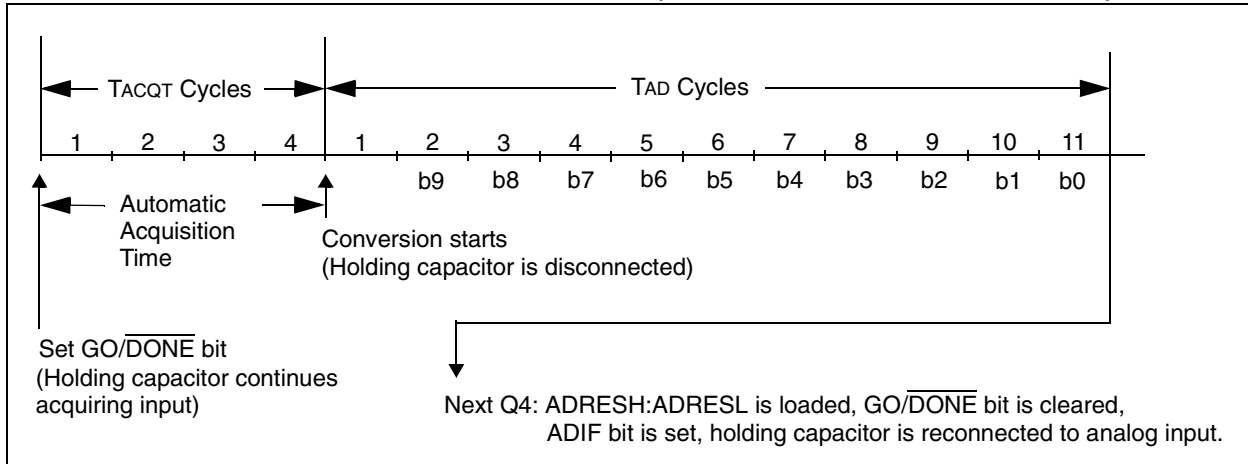 TACQT Cycles
TAD Cycles
1 2 3 4 1 2 3 4 5 6 7 8 9 10 11
b9 b8 b7 b6 b5 b4 b3 b2 b1 b0
Automatic
Acquisition
Time
Conversion starts
(Holding capacitor is disconnected)
Set GO/DONE bit
(Holding capacitor continues
acquiring input)
Next Q4: ADRESH:ADRESL is loaded, GO/DONE bit is cleared,
ADIF bit is set, holding capacitor is reconnected to analog input.